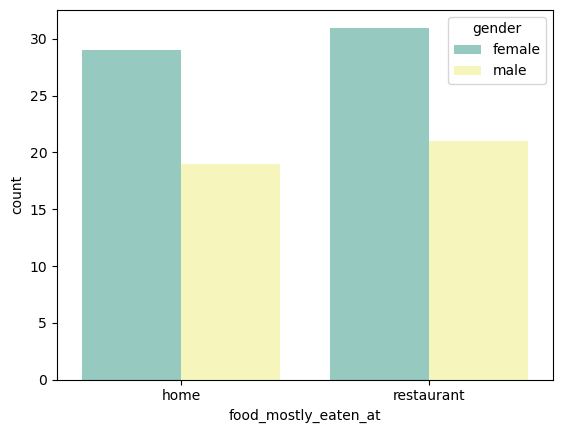 30
25
20
15
10
5
0
count
gender
female
male
home
restaurant
food_mostly_eaten_at